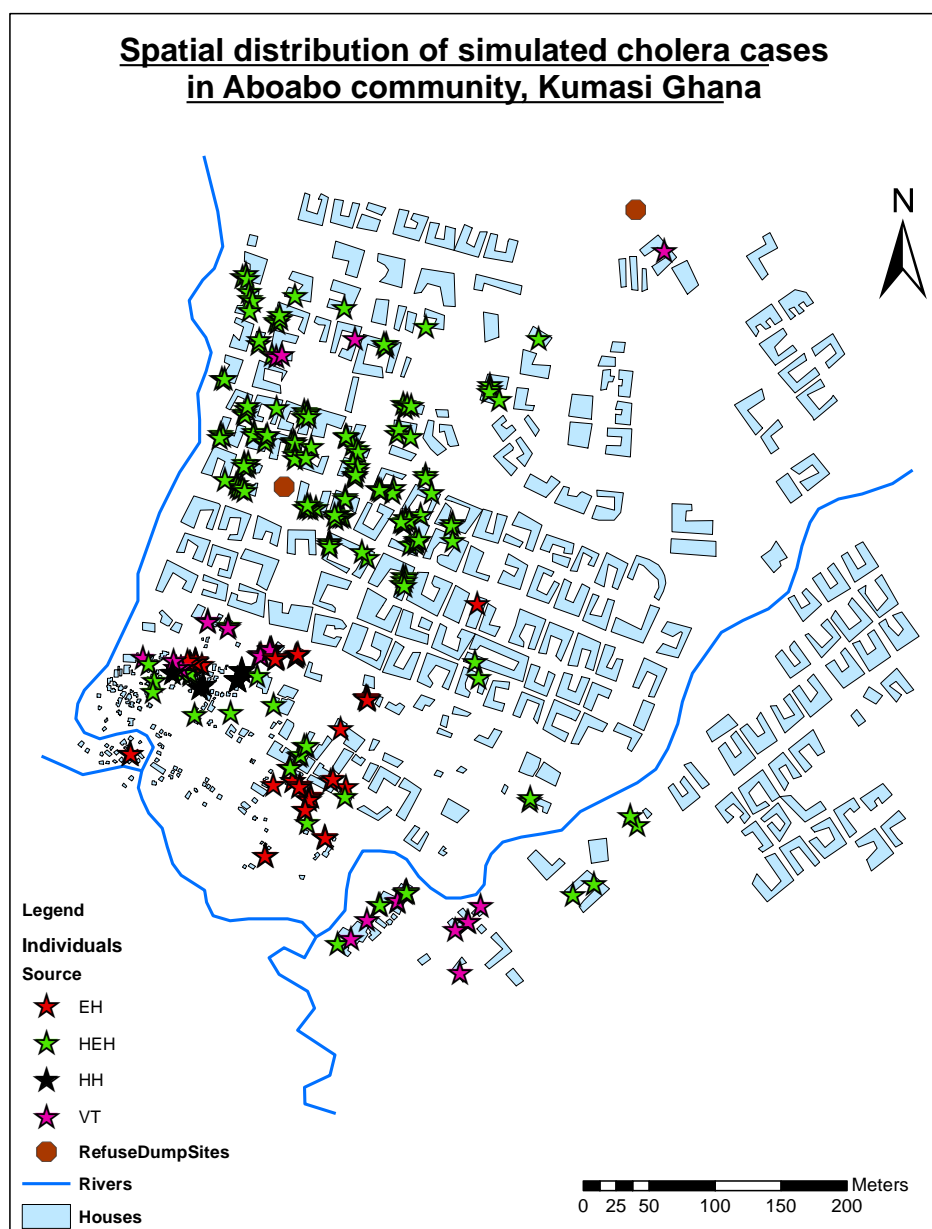 Spatial distribution of simulated cholera cases
in Aboabo community, Kumasi Ghana
N
Legend
Individuals
Source
EH
HEH
HH
VT
RefuseDumpSites
Rivers
Houses
Meters
0 25 50 100 150 200